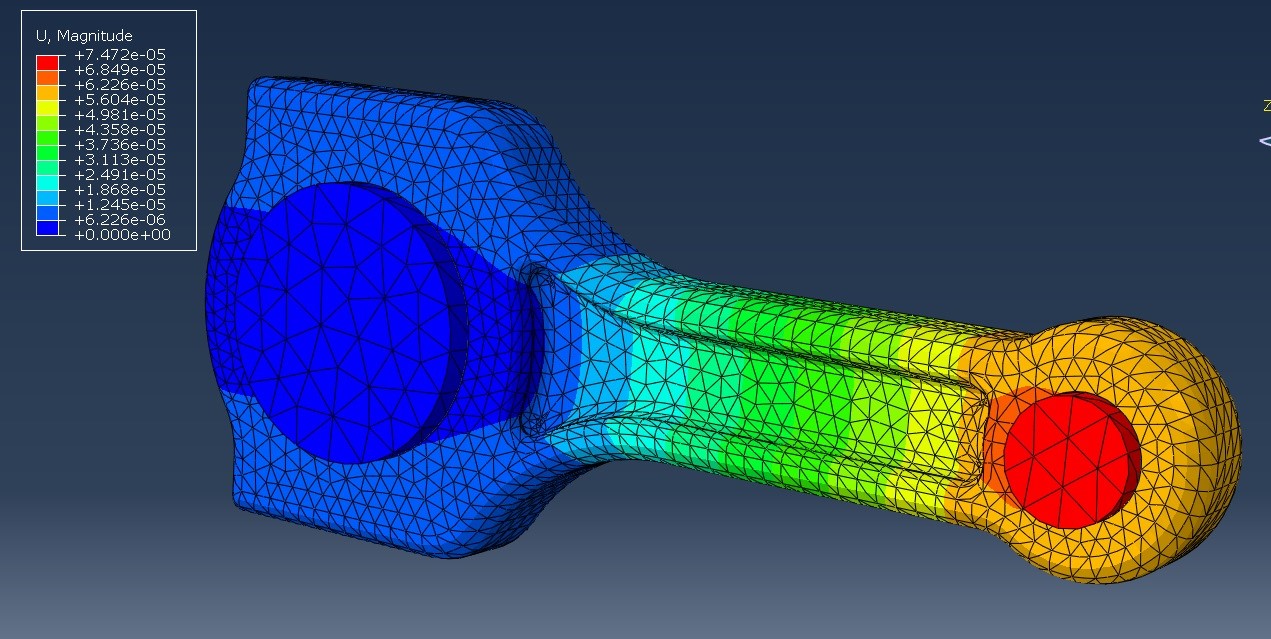 U, Magnitude
+7.472e-05
+6.849e-05
+6.226e-05
+5.604e-05
+4.981e-05
+4.358e-05
+3.736e-05
+3.113e-05
+2.491e-05
+1.868e-05
+1.245e-05
+6.226e-06
+0.000e+00
Z